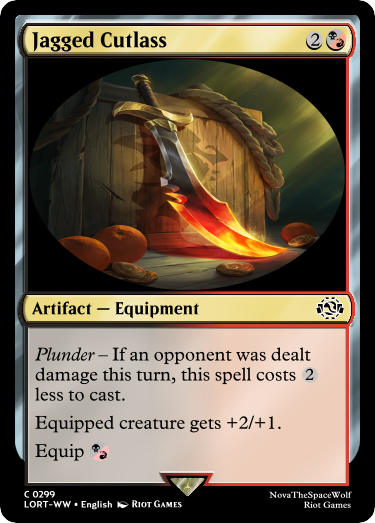 Jagged Cutlass 2
Artifact — Equipment
Plunder – If an opponent was dealt
damage this turn, this spell costs 2
less to cast.
Equipped creature gets +2/+1.
Equip
C 0299
LORT-WW • English Riot Games
NovaTheSpaceWolf
Riot Games